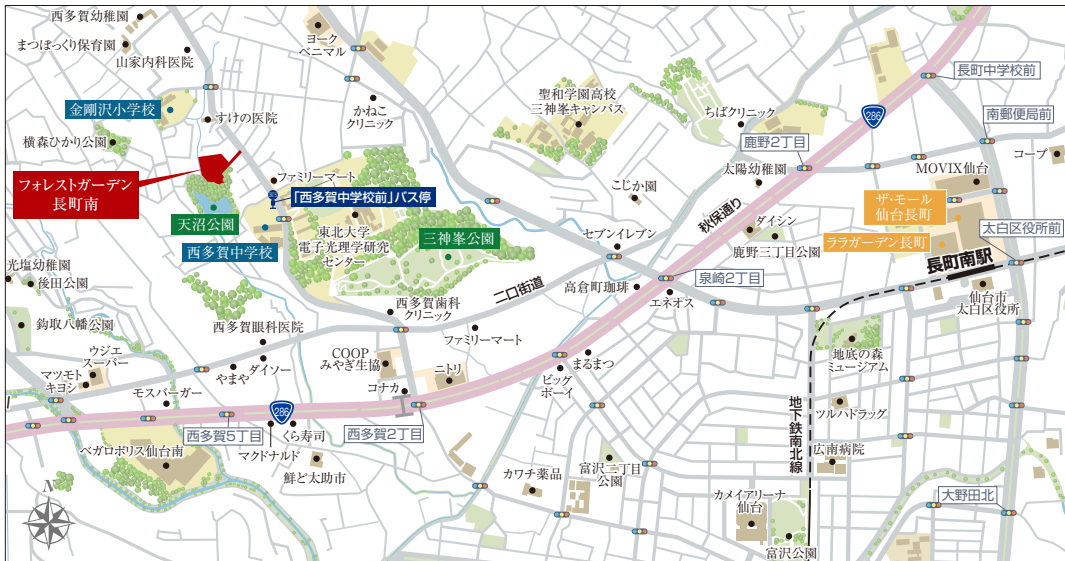 西多賀幼稚園
まつぼっくり保育園
山家内科医院
ヨーク
ベニマル
金剛沢小学校
すけの医院
かねこ
クリニック
聖和学園高校
三神峯キャンパス
ちばクリニック
286
長町中学校前
南郵便局前
コープ
横森ひかり公園
フォレストガーデン
長町南
ファミリーマート
「西多賀中学校前」バス停
天沼公園
西多賀中学校
東北大学
電子光理学研究
センター
三神峯公園
こじか園
鹿野2丁目
太陽幼稚園
MOVIX仙台
ザ・モール
仙台長町
ララガーデン長町
太白区役所前
秋保通り
ダイシン
鹿野三丁目公園
セブンイレブン
長町南駅
仙台市
太白区役所
光塩幼稚園
後田公園
鈎取八幡公園
二口街道
高倉町珈琲
エネオス
泉崎2丁目
西多賀歯科
クリニック
西多賀眼科医院
ファミリーマート
ウジエ
スーパー
マツモト
キヨシ
やまや
ダイソー
COOP
みやぎ生協
コナカ
ニトリ
まるまつ
ビッグ
ボーイ
地底の森
ミュージアム
モスバーガー
286
西多賀5丁目
くら寿司
マクドナルド
西多賀2丁目
地下鉄南北線
ツルハドラッグ
広南病院
ベガロポリス仙台南
鮮ど太助市
カワチ薬品
富沢二丁目
公園
カメイアリーナ
仙台
富沢公園
大野田北
N